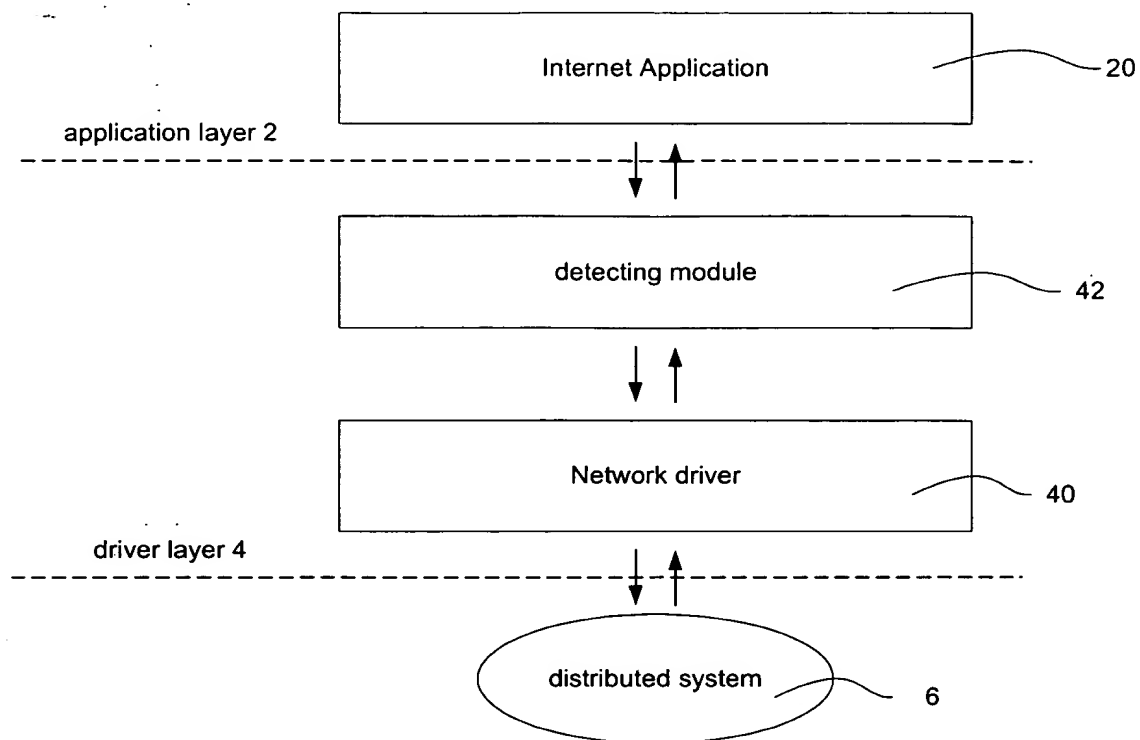 Internet Application
20
application layer 2
detecting module
42
Network driver
40
driver layer 4
distributed system
6